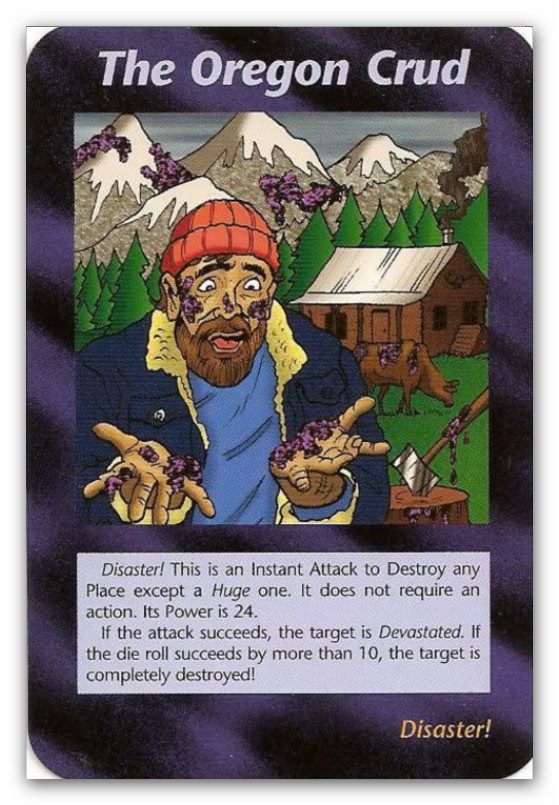 The Oregon Crud
Disaster! This is an Instant Attack to Destroy any
Place except a Huge one. It does not require an
action. Its Power is 24.
If the attack succeeds, the target is Devastated. If
the die roll succeeds by more than 10, the target is
completely destroyed!
Disaster!